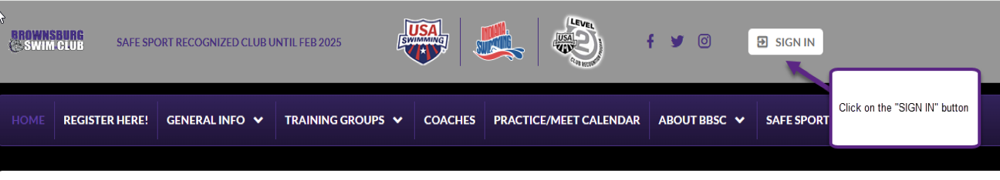 BROWNSBURG
SWIM CLUB
SAFE SPORT RECOGNIZED CLUB UNTIL FEB 2025
USA
SWIMMING
INDIANA
SWIMMING
LEVEL
2
USA
SWIMMING
CLUB RECOGNITION PROGRAM
SIGN IN
Click on the "SIGN IN" button
HOME
REGISTER HERE!
GENERAL INFO
TRAINING GROUPS
COACHES
PRACTICE/MEET CALENDAR
ABOUT BBSC
SAFE SPORT